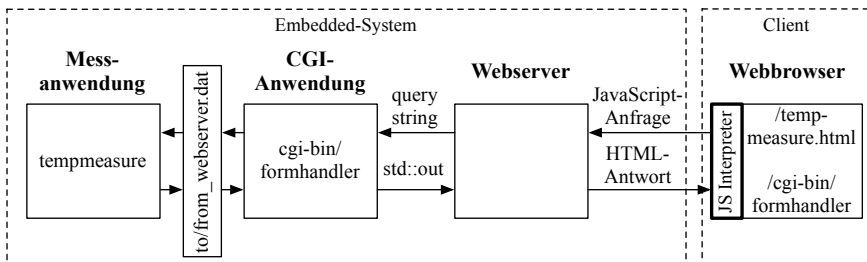 Embedded-System
Client
Mess-
anwendung
CGI-
Anwendung
Webserver
Webbrowser
tempmeasure
to/from_webserver.dat
cgi-bin/
formhandler
query
string
std::out
JavaScript-
Anfrage
HTML-
Antwort
JS Interpreter
/temp-
measure.html
/cgi-bin/
formhandler